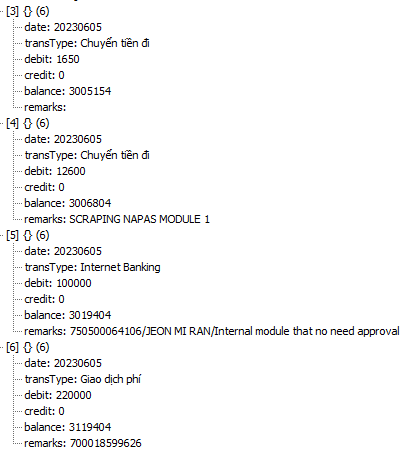 [3] {} (6)
date: 20230605
transType: Chuyển tiền đi
debit: 1650
credit: 0
balance: 3005154
remarks:
[4] {} (6)
date: 20230605
transType: Chuyển tiền đi
debit: 12600
credit: 0
balance: 3006804
remarks: SCRAPING NAPAS MODULE 1
[5] {} (6)
date: 20230605
transType: Internet Banking
debit: 100000
credit: 0
balance: 3019404
remarks: 750500064106/JEON MI RAN/Internal module that no need approval
[6] {} (6)
date: 20230605
transType: Giao dịch phí
debit: 220000
credit: 0
balance: 3119404
remarks: 700018599626